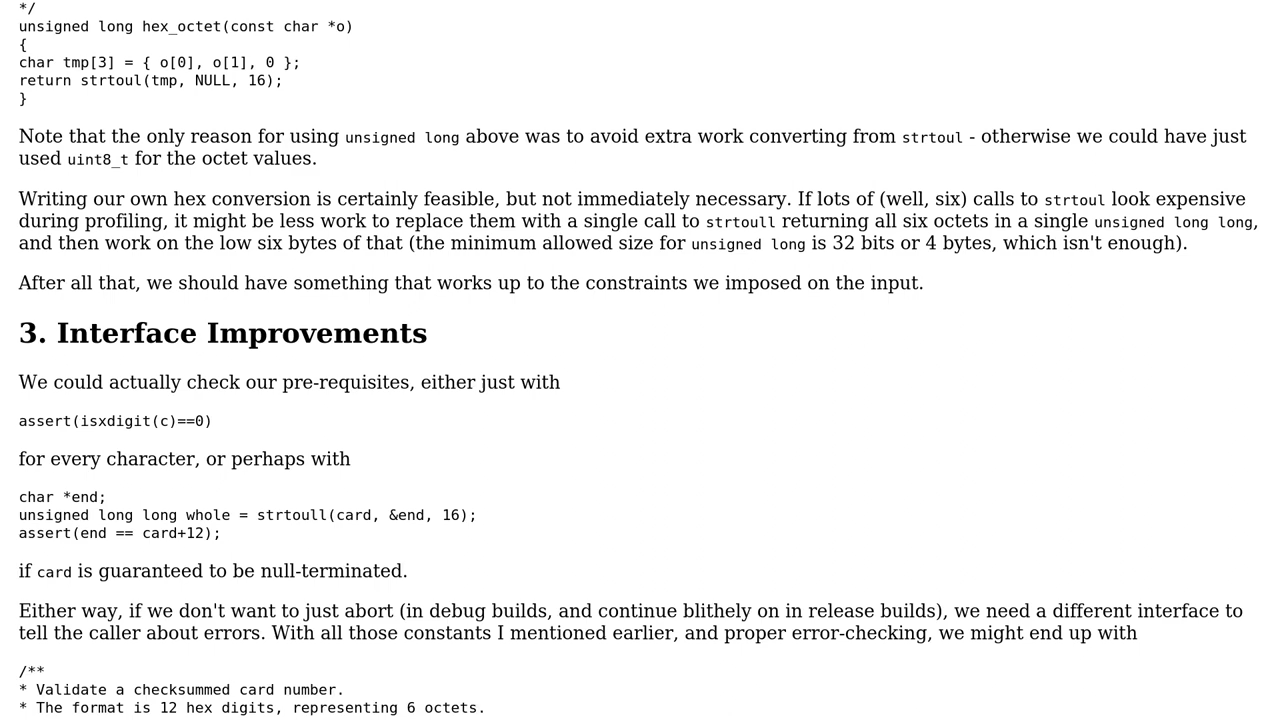 */
unsigned long hex_octet(const char *o)
{
char tmp[3] = { o[0], o[1], 0 };
return strtoul(tmp, NULL, 16);
}
Note that the only reason for using unsigned long above was to avoid extra work converting from strtoul - otherwise we could have just
used uint8_t for the octet values.
Writing our own hex conversion is certainly feasible, but not immediately necessary. If lots of (well, six) calls to strtoul look expensive
during profiling, it might be less work to replace them with a single call to strtoull returning all six octets in a single unsigned long long,
and then work on the low six bytes of that (the minimum allowed size for unsigned long is 32 bits or 4 bytes, which isn't enough).
After all that, we should have something that works up to the constraints we imposed on the input.
3. Interface Improvements
We could actually check our pre-requisites, either just with
assert(isxdigit(c)==0)
for every character, or perhaps with
char *end;
unsigned long long whole = strtoull(card, &end, 16);
assert(end == card+12);
if card is guaranteed to be null-terminated.
Either way, if we don't want to just abort (in debug builds, and continue blithely on in release builds), we need a different interface to
tell the caller about errors. With all those constants I mentioned earlier, and proper error-checking, we might end up with
/**
* Validate a checksummed card number.
* The format is 12 hex digits, representing 6 octets.